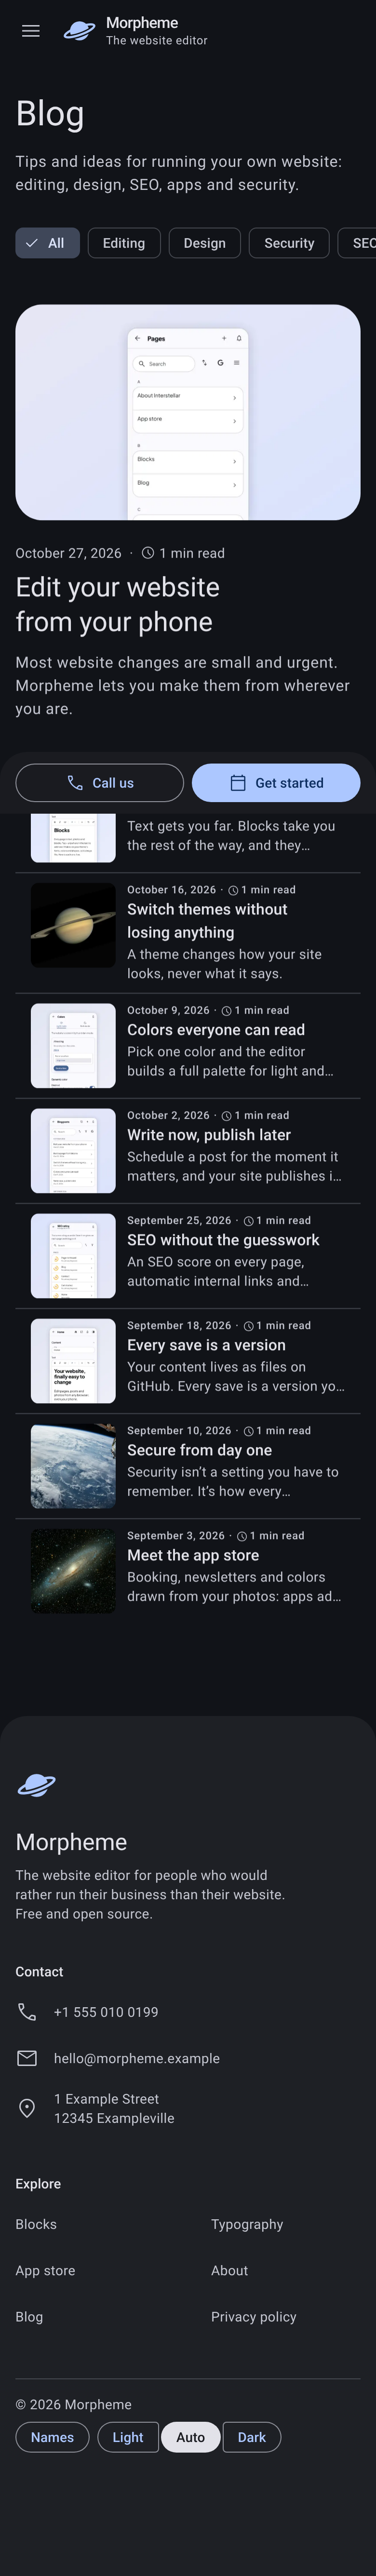 Morpheme
The website editor
Blog
Tips and ideas for running your own website:
editing, design, SEO, apps and security.
All
Editing
Design
Security
SEO
Pages
Search
A
About Interstellar
App store
B
Blocks
Blog
C
October 27, 2026 · 1 min read
Edit your website
from your phone
Most website changes are small and urgent.
Morpheme lets you make them from wherever
you are.
Call us
Get started
Blocks
Text gets you far. Blocks take you
the rest of the way, and they…
October 16, 2026 · 1 min read
Switch themes without
losing anything
A theme changes how your site
looks, never what it says.
October 9, 2026 · 1 min read
Colors everyone can read
Pick one color and the editor
builds a full palette for light and…
October 2, 2026 · 1 min read
Write now, publish later
Schedule a post for the moment it
matters, and your site publishes i…
September 25, 2026 · 1 min read
SEO without the guesswork
An SEO score on every page,
automatic internal links and…
September 18, 2026 · 1 min read
Your website,
finally easy to
change
Every save is a version
Your content lives as files on
GitHub. Every save is a version yo…
September 10, 2026 · 1 min read
Secure from day one
Security isn’t a setting you have to
remember. It’s how every…
September 3, 2026 · 1 min read
Meet the app store
Booking, newsletters and colors
drawn from your photos: apps ad…
Morpheme
The website editor for people who would
rather run their business than their website.
Free and open source.
Contact
+1 555 010 0199
hello@morpheme.example
1 Example Street
12345 Exampleville
Explore
Blocks
Typography
App store
About
Blog
Privacy policy
© 2026 Morpheme
Names
Light
Auto
Dark